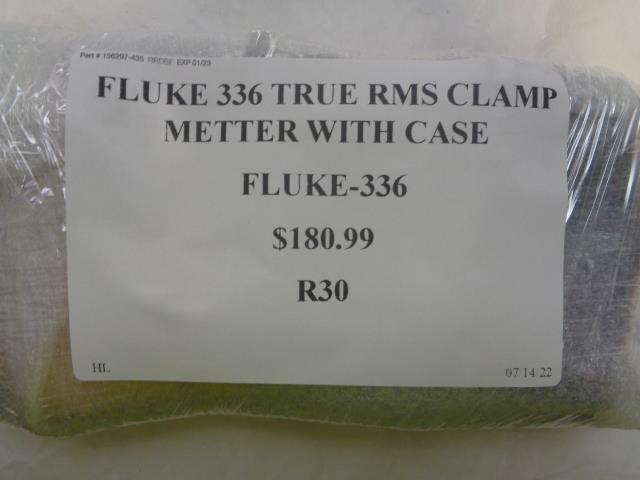 Part # 156297-435 RRDB# EXP 01/23
FLUKE 336 TRUE RMS CLAMP
METTER WITH CASE
FLUKE-336
$180.99
R30
HL
07/14/22